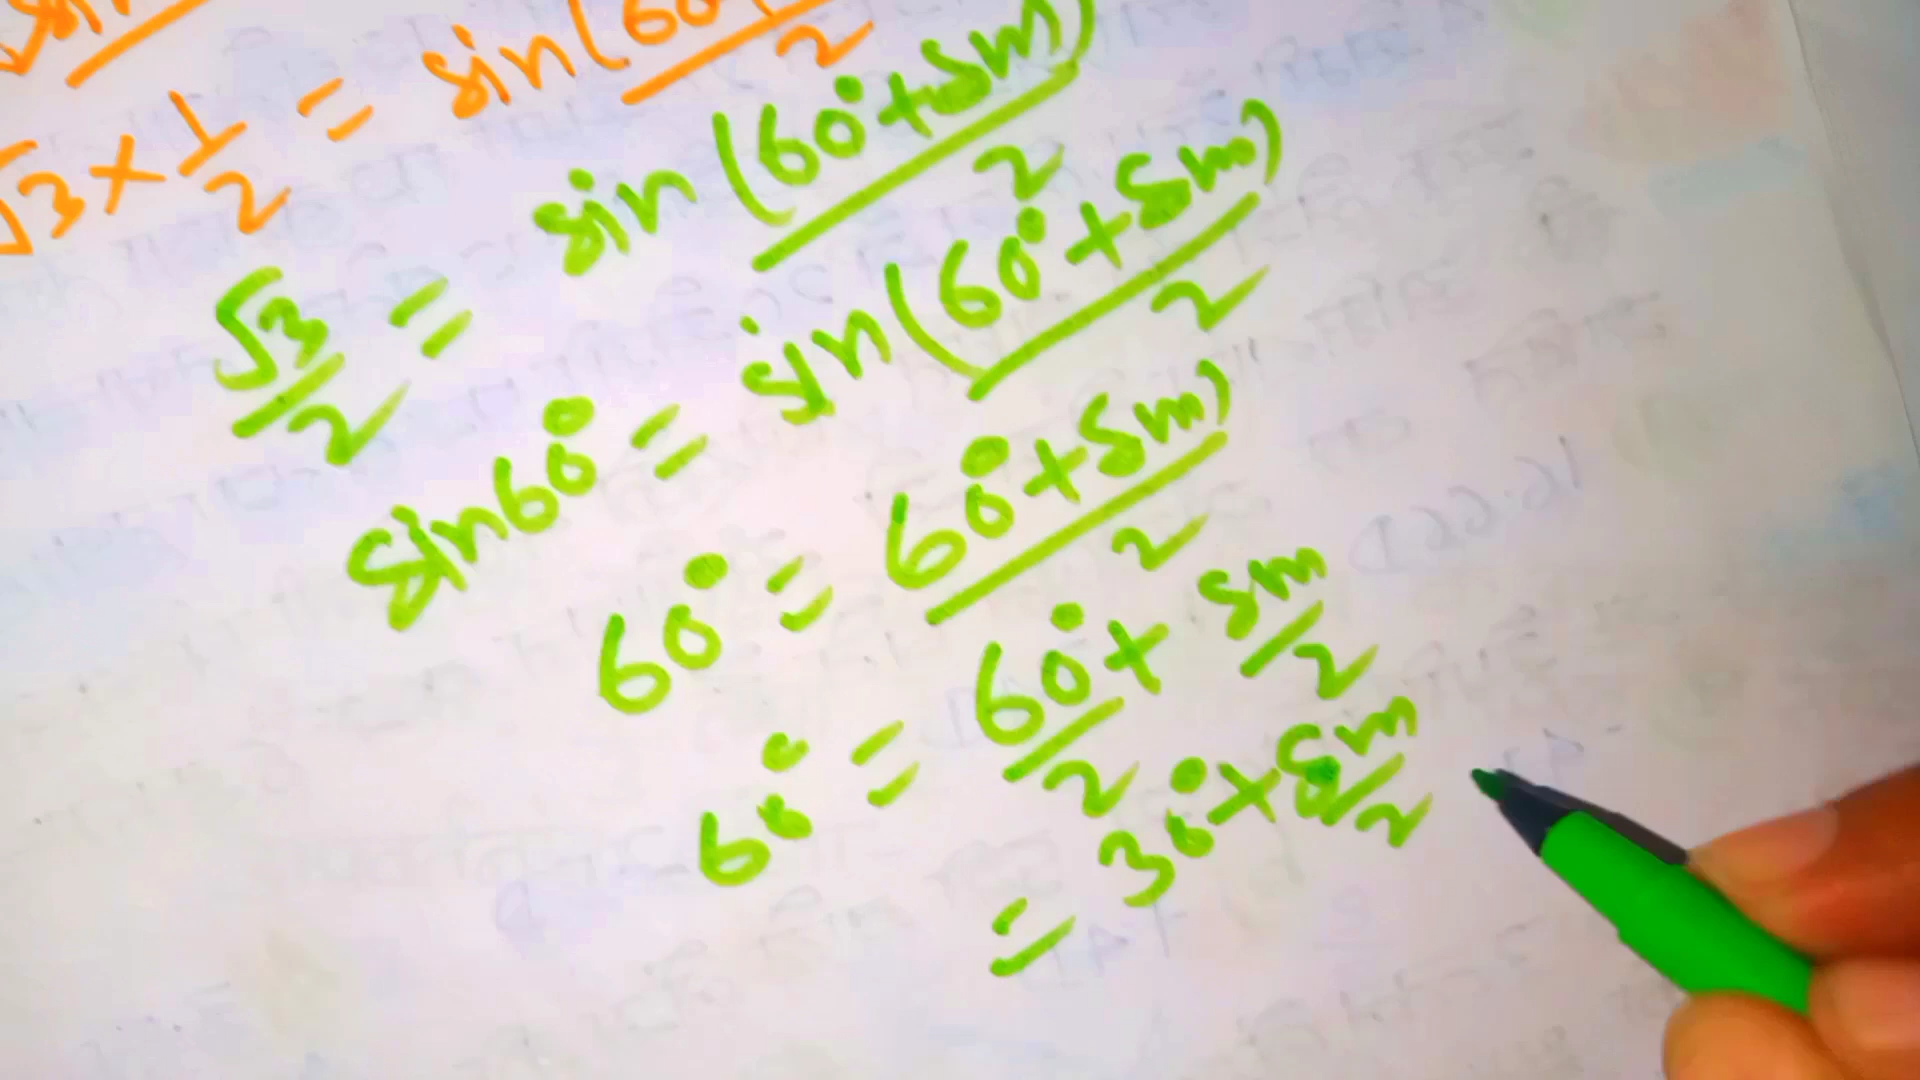 sin
√3 × 1/2 = sin(60°+
2
√3/2 = sin(60°+δm)/2
sin60° = sin(60°+δm)/2
60° = 60°+δm)/2
60° = 60°/2 + δm/2
= 30° + δm/2